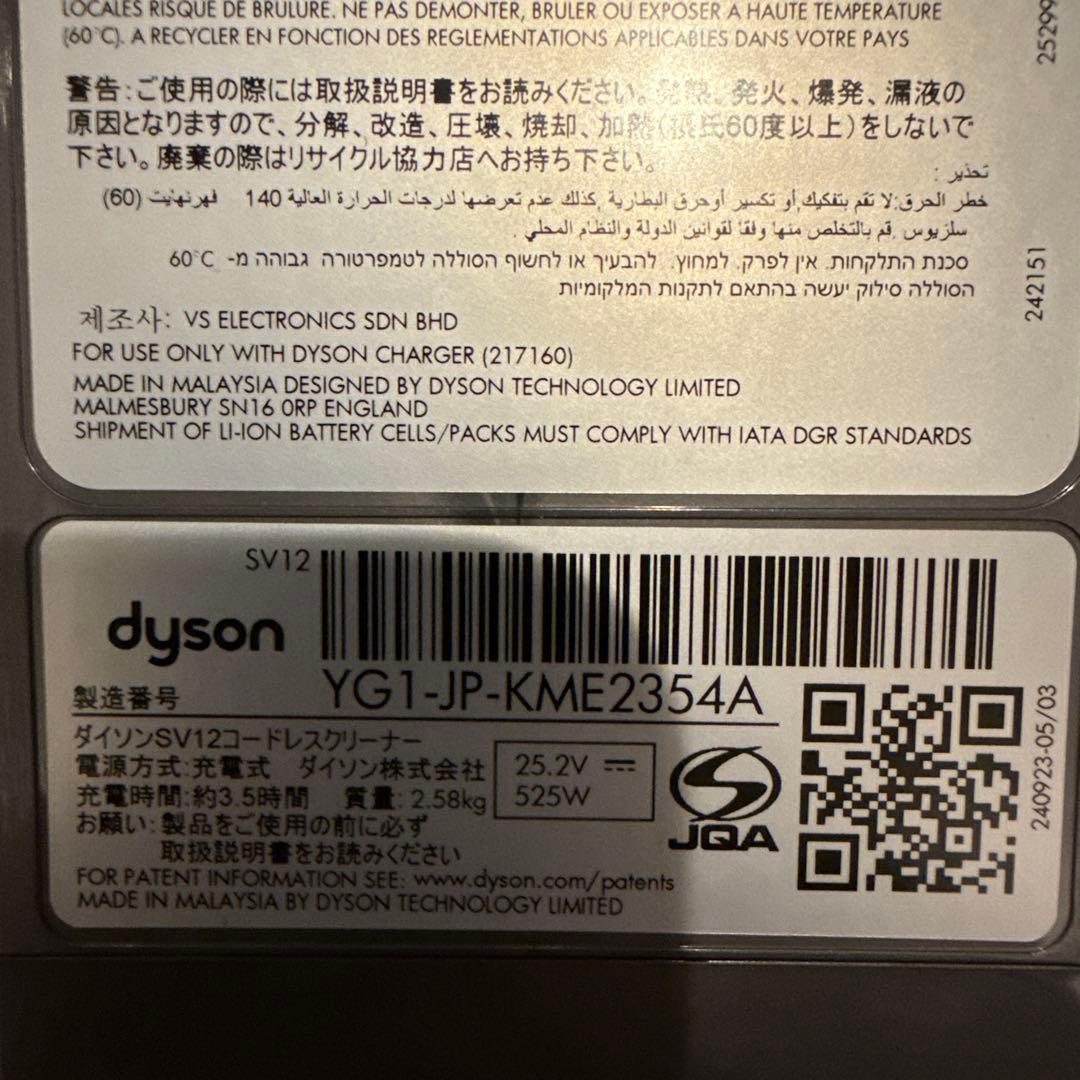 LOCALES RISQUE DE BRULURE. NE PAS DEMONTER, BRULER OU EXPOSER A HAUTE TEMPERATURE
(60°C). A RECYCLER EN FONCTION DES REGLEMENTATIONS APPLICABLES DANS VOTRE PAYS
警告:ご使用の際には取扱説明書をお読みください。発熱、発火、爆発、漏液の
原因となりますので、分解、改造、圧壊、焼却、加熱(摂氏60度以上)をしないで
下さい。廃棄の際はリサイクル協力店へお持ち下さい。
تحذير :
خطر الحرق:لا تقم بتفكيك,أو تكسير أوحرق البطارية ,كذلك عدم تعرضها لدرجات الحرارة العالية 140 فهرنهايت (60)
سلزيوس .قم بالتخلص منها وفقا لقوانين الدولة والنظام المحلي .
סכנת התלקחות. אין לפרק. למחוץ. להבעיך או לחשוף הסוללה לטמפרטורה גבוהה מ- 60°C
הסוללה סילוק יעשה בהתאם לתקנות המלקומיות
제조사: VS ELECTRONICS SDN BHD
FOR USE ONLY WITH DYSON CHARGER (217160)
MADE IN MALAYSIA DESIGNED BY DYSON TECHNOLOGY LIMITED
MALMESBURY SN16 0RP ENGLAND
SHIPMENT OF LI-ION BATTERY CELLS/PACKS MUST COMPLY WITH IATA DGR STANDARDS
25299
242151
SV12
dyson
製造番号
YG1-JP-KME2354A
ダイソンSV12コードレスクリーナー
電源方式:充電式 ダイソン株式会社
充電時間:約3.5時間 質量: 2.58kg
25.2V
525W
JQA
お願い: 製品をご使用の前に必ず
取扱説明書をお読みください
FOR PATENT INFORMATION SEE: www.dyson.com/patents
MADE IN MALAYSIA BY DYSON TECHNOLOGY LIMITED
240923-05/03